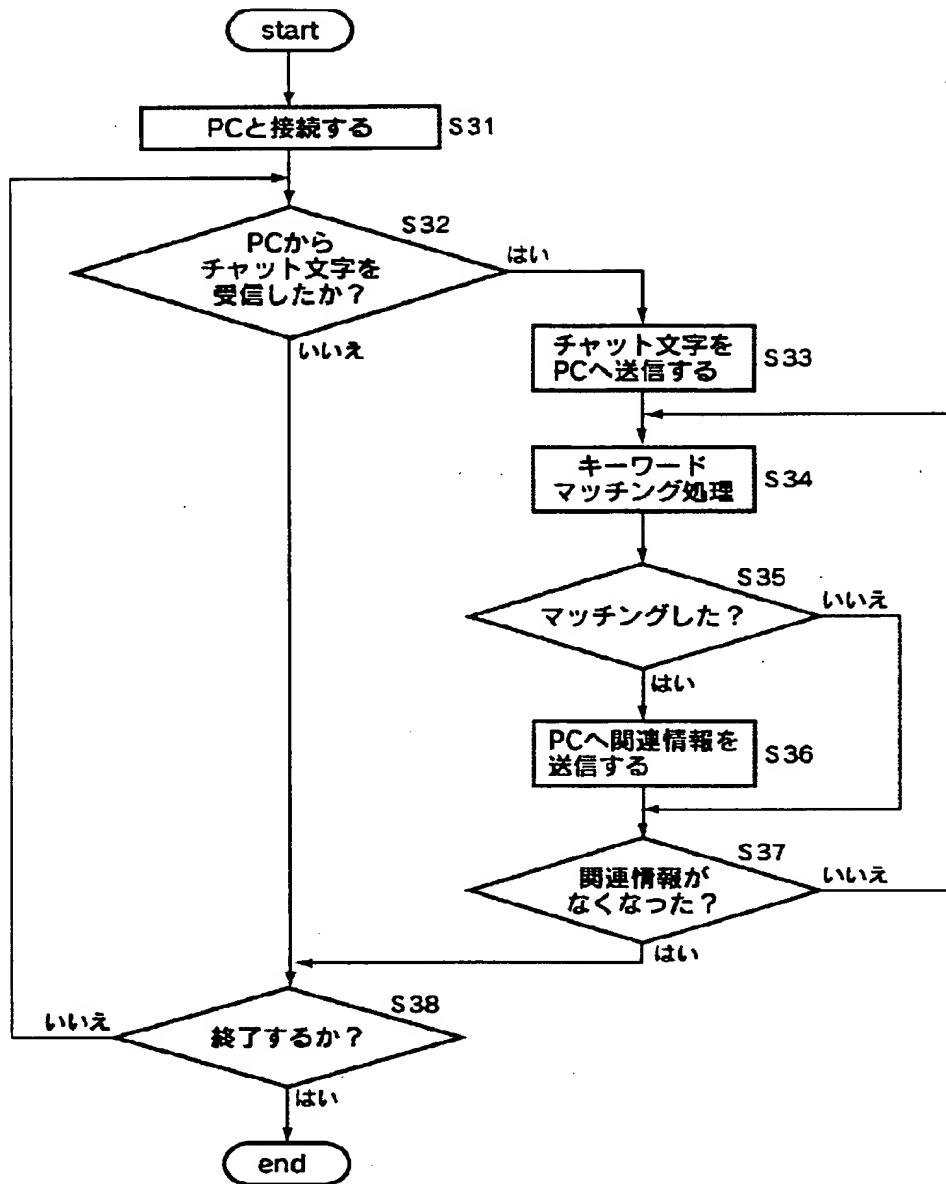 start
PCと接続する
S31
S32
PCから
チャット文字を
受信したか？
はい
いいえ
チャット文字を
PCへ送信する
S33
キーワード
マッチング処理
S34
S35
マッチングした？
いいえ
はい
PCへ関連情報を
送信する
S36
S37
関連情報が
なくなった？
いいえ
はい
S38
終了するか？
いいえ
はい
end